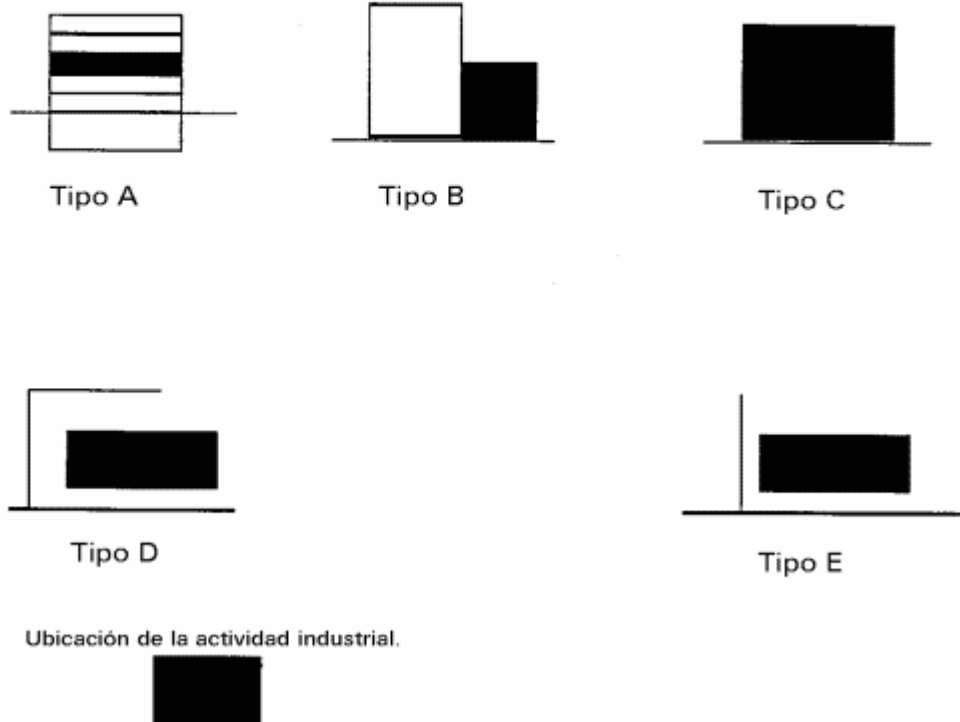 Tipo A
Tipo B
Tipo C
Tipo D
Tipo E
Ubicación de la actividad industrial.